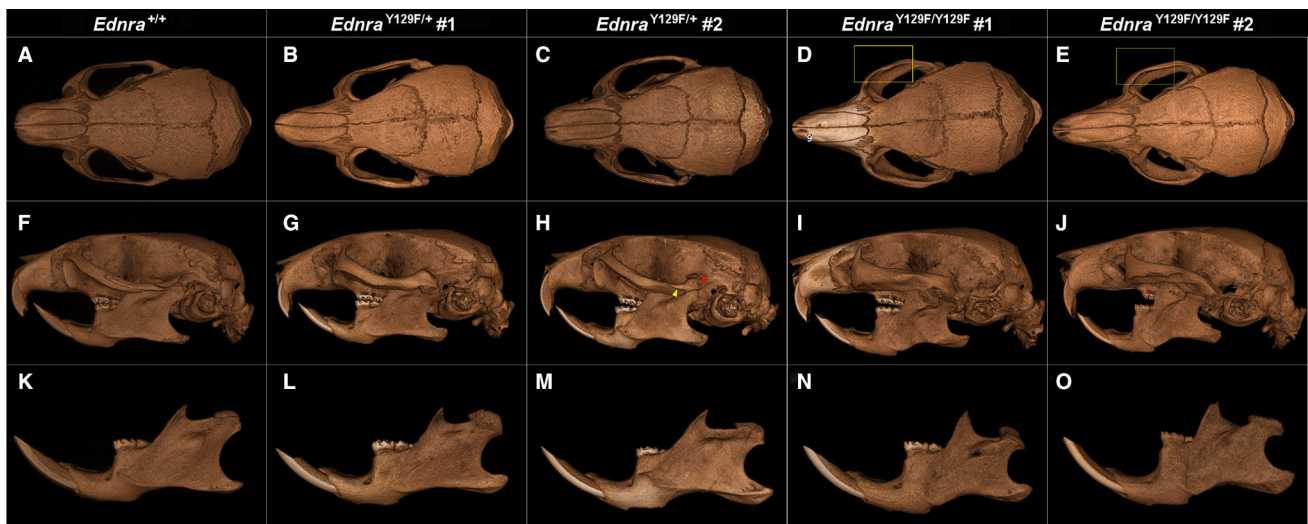 Ednra+/+ EdnraY129F/+ #1 EdnraY129F/+ #2 EdnraY129F/Y129F #1 EdnraY129F/Y129F #2
A B C D E
F G H I J
K L M N O